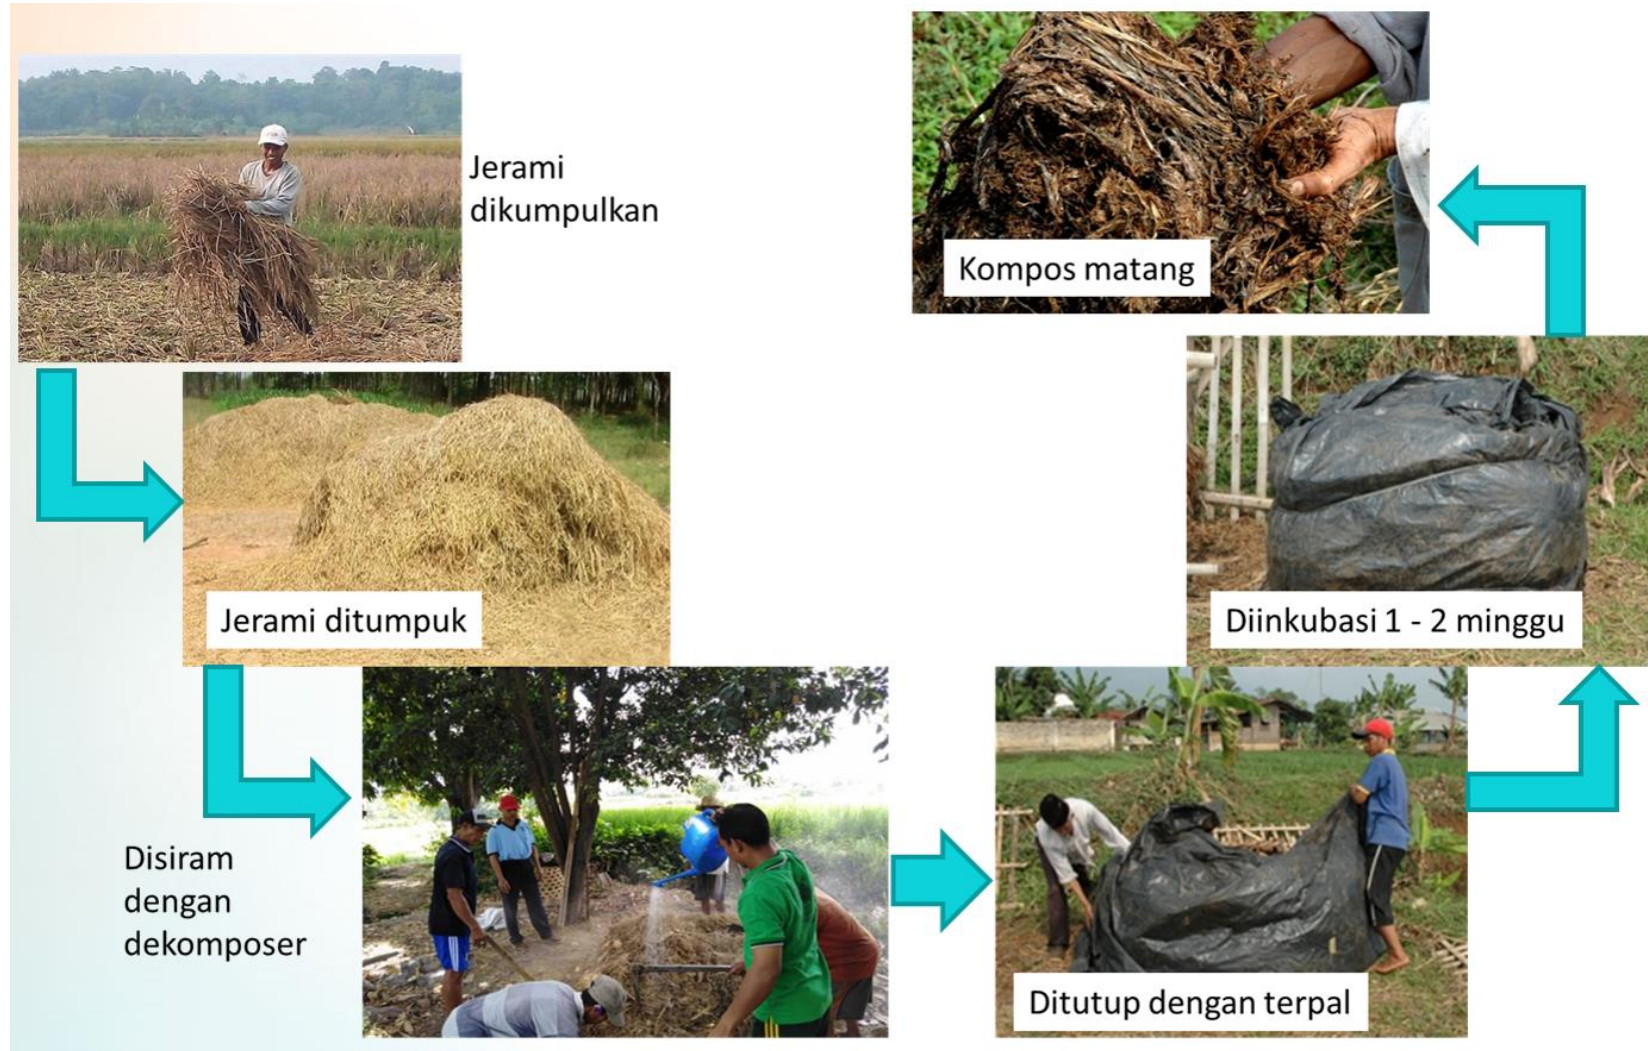 Jerami
dikumpulkan
Jerami ditumpuk
Disiram
dengan
dekomposer
Ditutup dengan terpal
Diinkubasi 1 - 2 minggu
Kompos matang